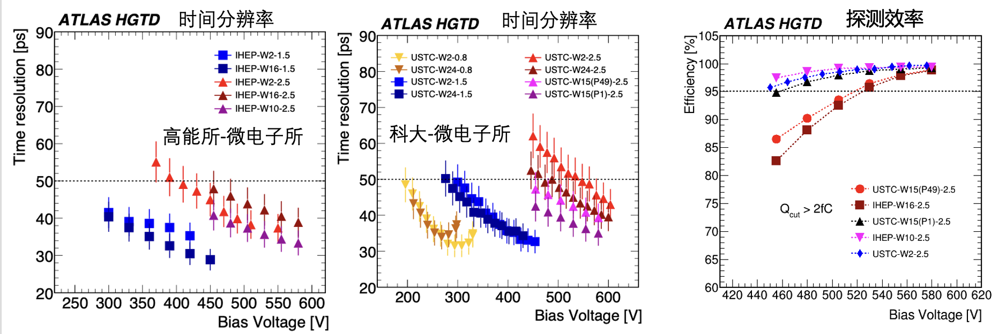 ATLAS HGTD 时间分辨率
Time resolution [ps]
90
80
70
60
50
40
30
20
IHEP-W2-1.5
IHEP-W16-1.5
IHEP-W2-2.5
IHEP-W16-2.5
IHEP-W10-2.5
高能所-微电子所
250 300 350 400 450 500 550 600
Bias Voltage [V]
ATLAS HGTD 时间分辨率
Time resolution [ps]
90
80
70
60
50
40
30
20
USTC-W2-0.8
USTC-W24-0.8
USTC-W2-1.5
USTC-W24-1.5
USTC-W2-2.5
USTC-W24-2.5
USTC-W15(P49)-2.5
USTC-W15(P1)-2.5
科大-微电子所
200 300 400 500 600
Bias Voltage [V]
ATLAS HGTD 探测效率
Efficiency [%]
105
100
95
90
85
80
75
70
65
60
Qcut > 2fC
USTC-W15(P49)-2.5
IHEP-W16-2.5
USTC-W15(P1)-2.5
IHEP-W10-2.5
USTC-W2-2.5
420 440 460 480 500 520 540 560 580 600 620
Bias Voltage [V]